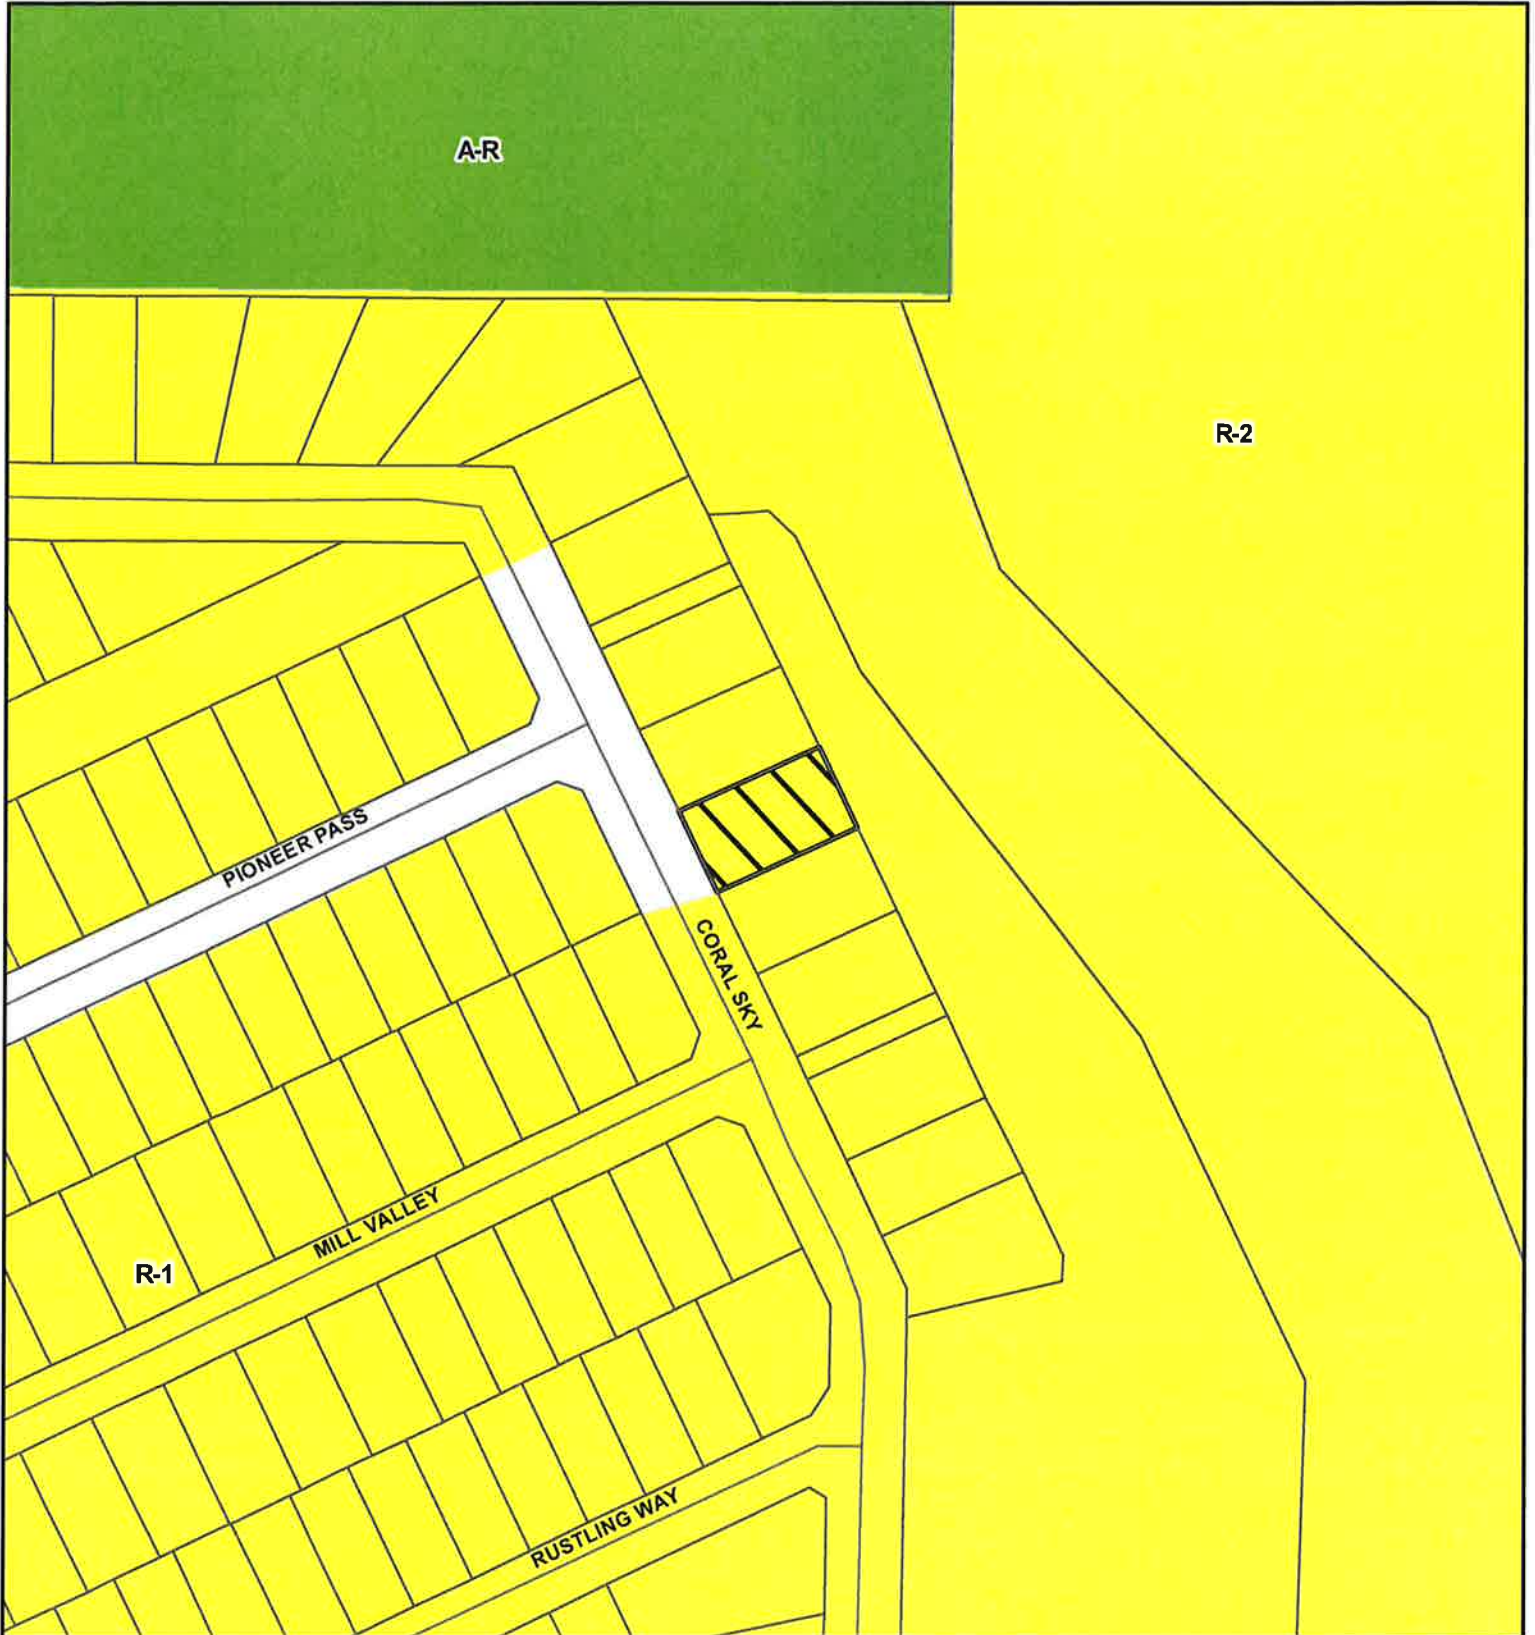 A-R
R-2
PIONEER PASS
CORAL SKY
MILL VALLEY
R-1
RUSTLING WAY